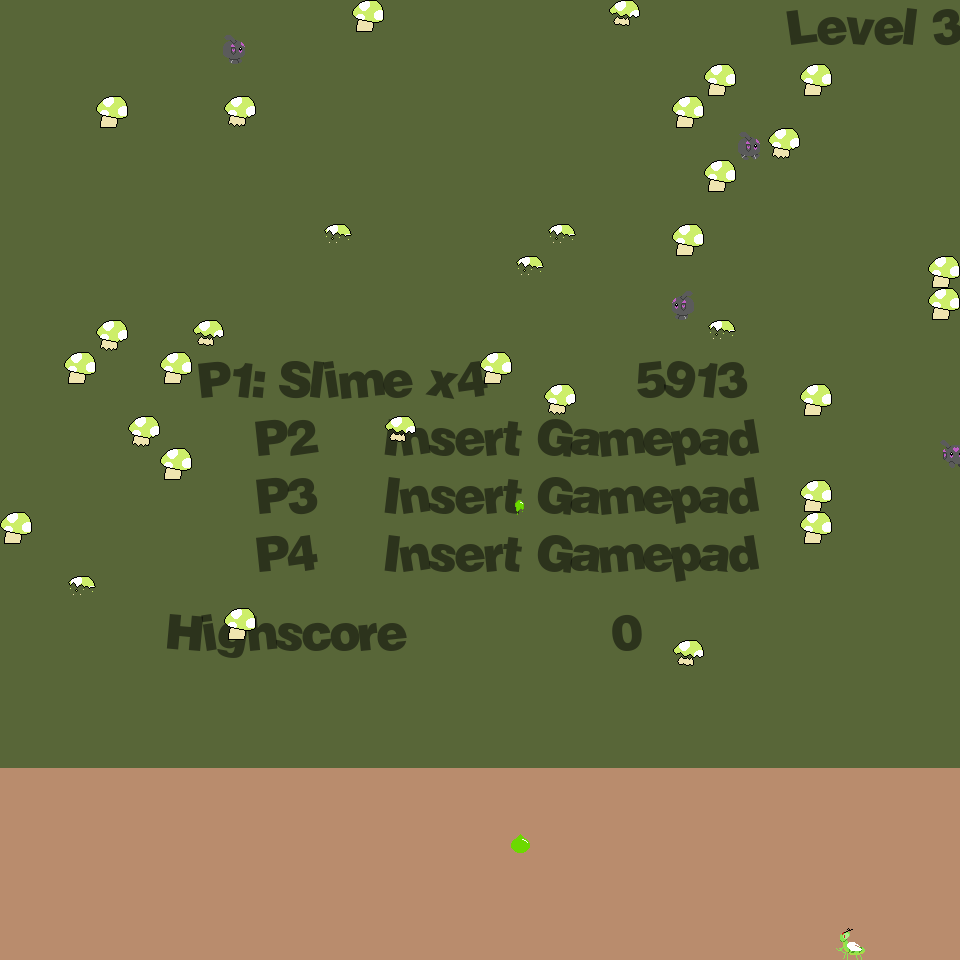 Level 3
P1: Slime x4 5913
P2 Insert Gamepad
P3 Insert Gamepad
P4 Insert Gamepad
Highscore 0